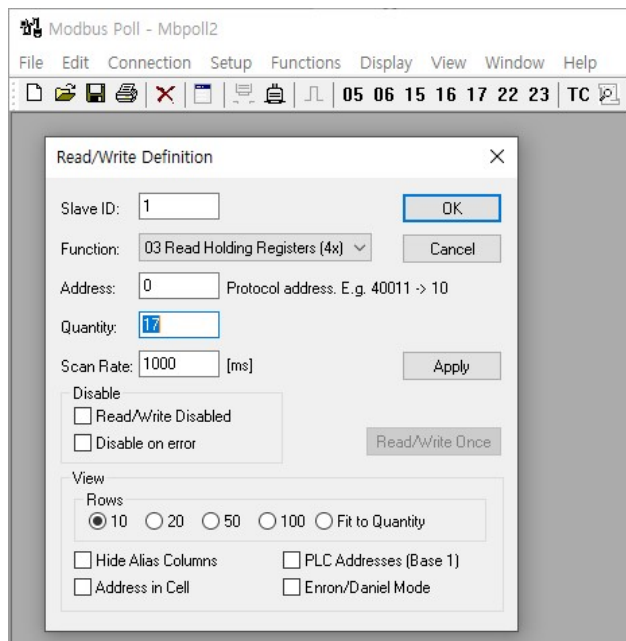 Modbus Poll - Mbpoll2
File Edit Connection Setup Functions Display View Window Help
05 06 15 16 17 22 23 TC
Read/Write Definition
Slave ID: 1 OK
Function: 03 Read Holding Registers (4x) Cancel
Address: 0 Protocol address. E.g. 40011 -> 10
Quantity: 17
Scan Rate: 1000 [ms] Apply
Disable
Read/Write Disabled
Disable on error Read/Write Once
View
Rows
10 20 50 100 Fit to Quantity
Hide Alias Columns PLC Addresses (Base 1)
Address in Cell Enron/Daniel Mode